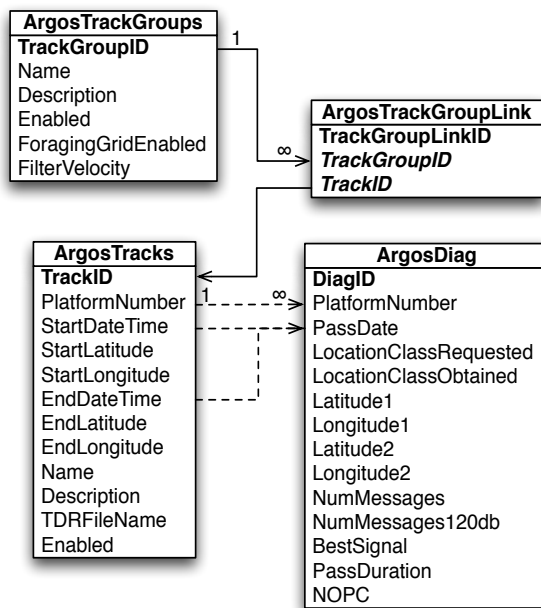 ArgosTrackGroups
TrackGroupID
Name
Description
Enabled
ForagingGridEnabled
FilterVelocity
1
∞
ArgosTrackGroupLink
TrackGroupLinkID
TrackGroupID
TrackID
ArgosTracks
TrackID
PlatformNumber
StartDateTime
StartLatitude
StartLongitude
EndDateTime
EndLatitude
EndLongitude
Name
Description
TDRFileName
Enabled
1
∞
ArgosDiag
DiagID
PlatformNumber
PassDate
LocationClassRequested
LocationClassObtained
Latitude1
Longitude1
Latitude2
Longitude2
NumMessages
NumMessages120db
BestSignal
PassDuration
NOPC